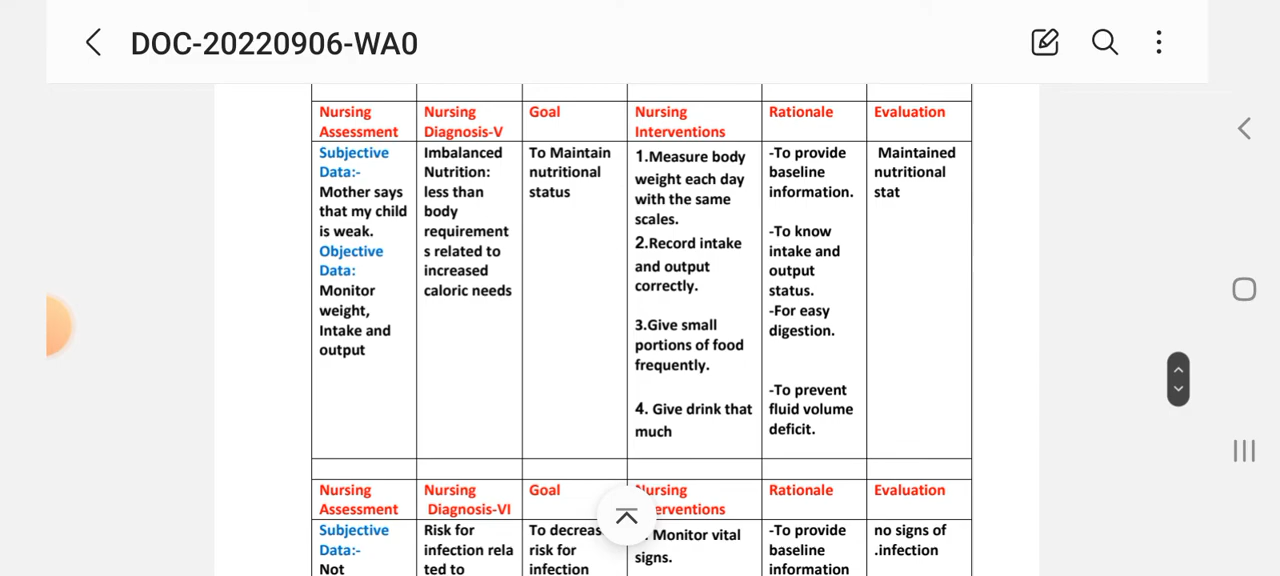 DOC-20220906-WA0
Nursing
Assessment
Nursing
Diagnosis-V
Goal
Nursing
Interventions
Rationale
Evaluation
Subjective
Data:-
Mother says
that my child
is weak.
Objective
Data:
Monitor
weight,
Intake and
output
Imbalanced
Nutrition:
less than
body
requirement
s related to
increased
caloric needs
To Maintain
nutritional
status
1.Measure body
weight each day
with the same
scales.
2.Record intake
and output
correctly.
3.Give small
portions of food
frequently.
4. Give drink that
much
-To provide
baseline
information.
-To know
intake and
output
status.
-For easy
digestion.
-To prevent
fluid volume
deficit.
Maintained
nutritional
stat
Nursing
Assessment
Nursing
Diagnosis-VI
Goal
Nursing
erventions
Rationale
Evaluation
Subjective
Data:-
Not
Risk for
infection rela
ted to
To decreas
risk for
infection
Monitor vital
signs.
-To provide
baseline
information
no signs of
.infection